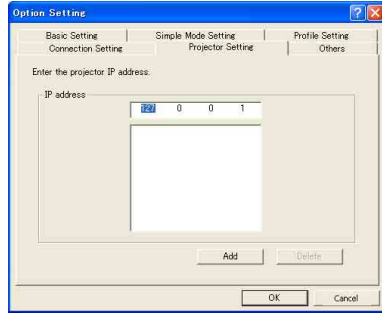 Option Setting
Basic Setting Simple Mode Setting Profile Setting
Connection Setting Projector Setting Others
Enter the projector IP address.
IP address
127 0 0 1
Add Delete
OK Cancel